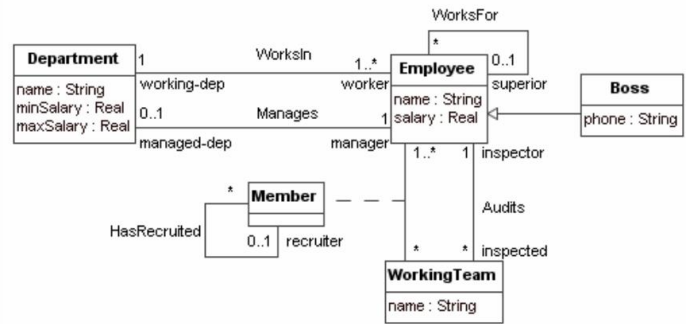 WorksFor
Department
name : String
minSalary : Real
maxSalary : Real
1
WorksIn
1..*
working-dep
worker
0..1
Manages
1
managed-dep
manager
*
0..1
superior
Employee
name : String
salary : Real
Boss
phone : String
1..*
1
inspector
Member
*
HasRecruited
0..1
recruiter
Audits
*
*
inspected
WorkingTeam
name : String